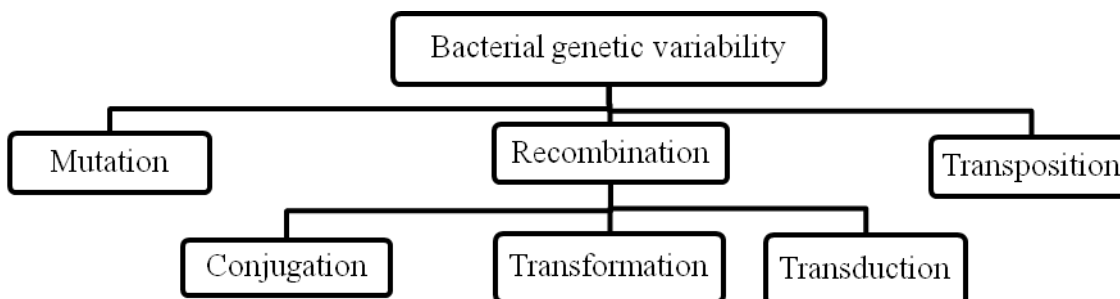 Bacterial genetic variability
Mutation
Recombination
Transposition
Conjugation
Transformation
Transduction